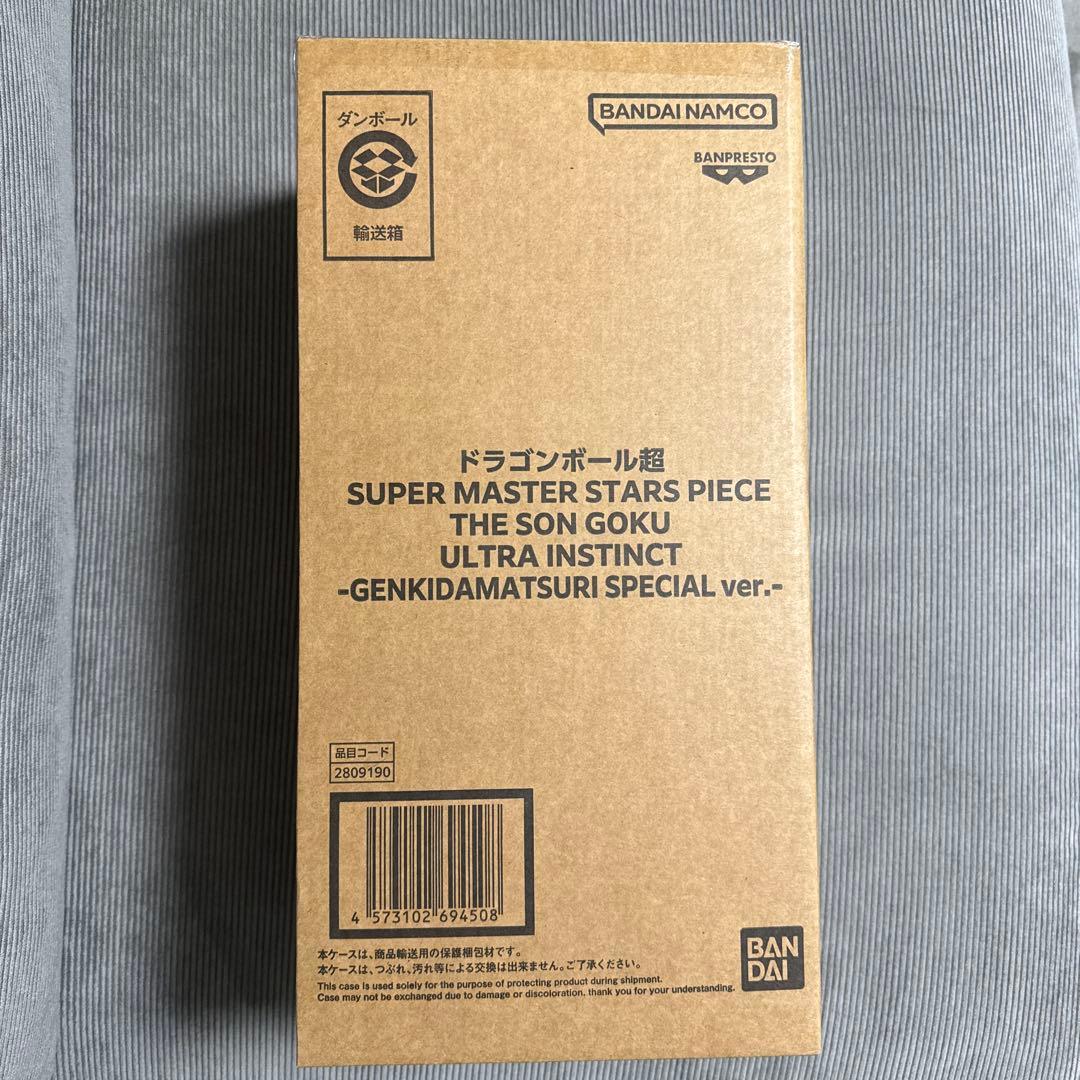 ダンボール
輸送箱
BANDAI NAMCO
BANPRESTO
ドラゴンボール超
SUPER MASTER STARS PIECE
THE SON GOKU
ULTRA INSTINCT
-GENKIDAMATSURI SPECIAL ver.-
品目コード
2809190
4 573102 694508
本ケースは、商品輸送用の保護梱包材です。
本ケースは、つぶれ、汚れ等による交換は出来ません。ご了承ください。
This case is used solely for the purpose of protecting product during shipment.
Case may not be exchanged due to damage or discoloration. thank you for your understanding.
BAN
DAI